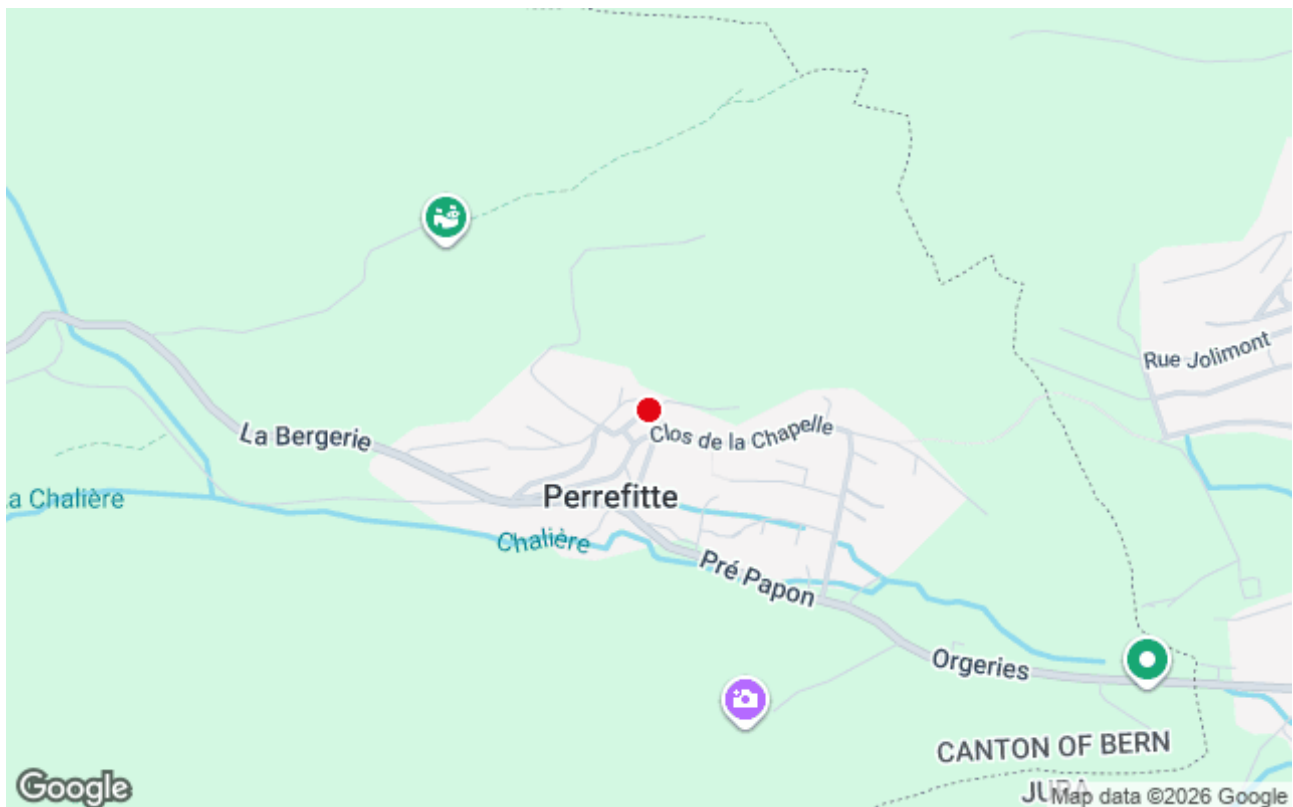 Rue Jolimont
La Bergerie
Clos de la Chapelle
a Chalière
Perrefitte
Chalière
Pré Papon
Orgeries
CANTON OF BERN
JURA
Google
Map data ©2026 Google